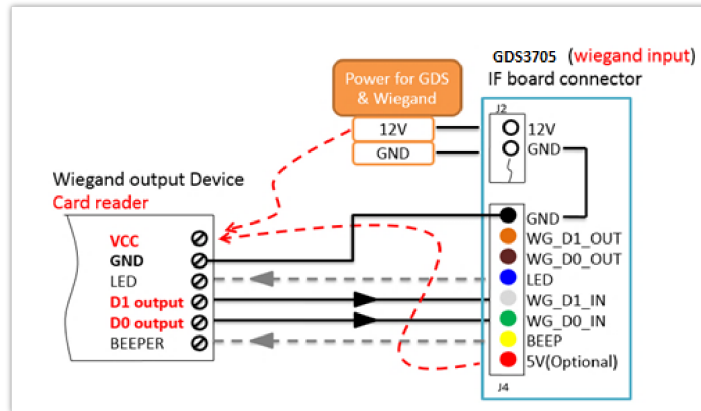 GDS3705 (wiegand input)
IF board connector
Power for GDS
& Wiegand
12V
GND
J2
12V
GND
Wiegand output Device
Card reader
VCC
GND
LED
D1 output
D0 output
BEEPER
GND
WG_D1_OUT
WG_D0_OUT
LED
WG_D1_IN
WG_D0_IN
BEEP
5V(Optional)
J4